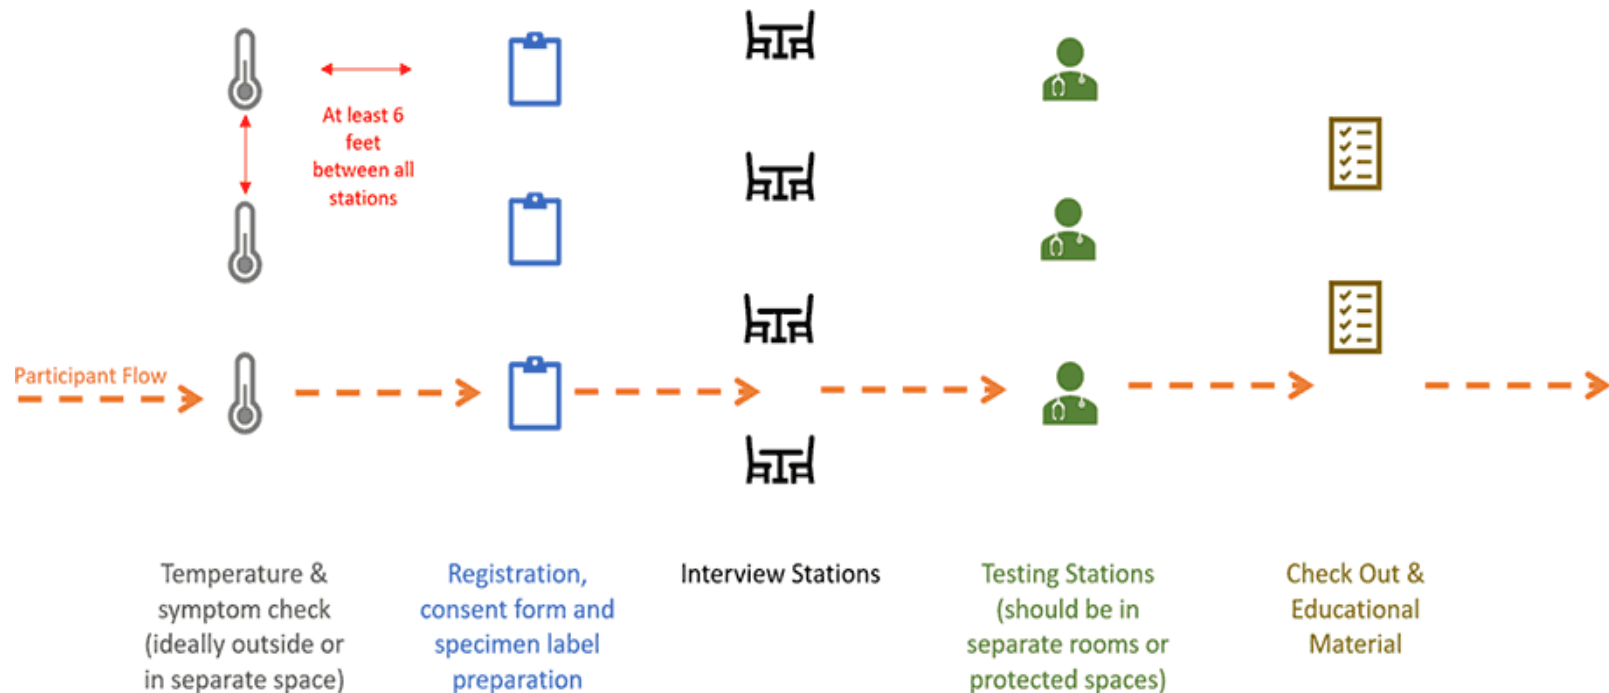 At least 6
feet
between all
stations
Participant Flow
Temperature &
symptom check
(ideally outside or
in separate space)
Registration,
consent form and
specimen label
preparation
Interview Stations
Testing Stations
(should be in
separate rooms or
protected spaces)
Check Out &
Educational
Material